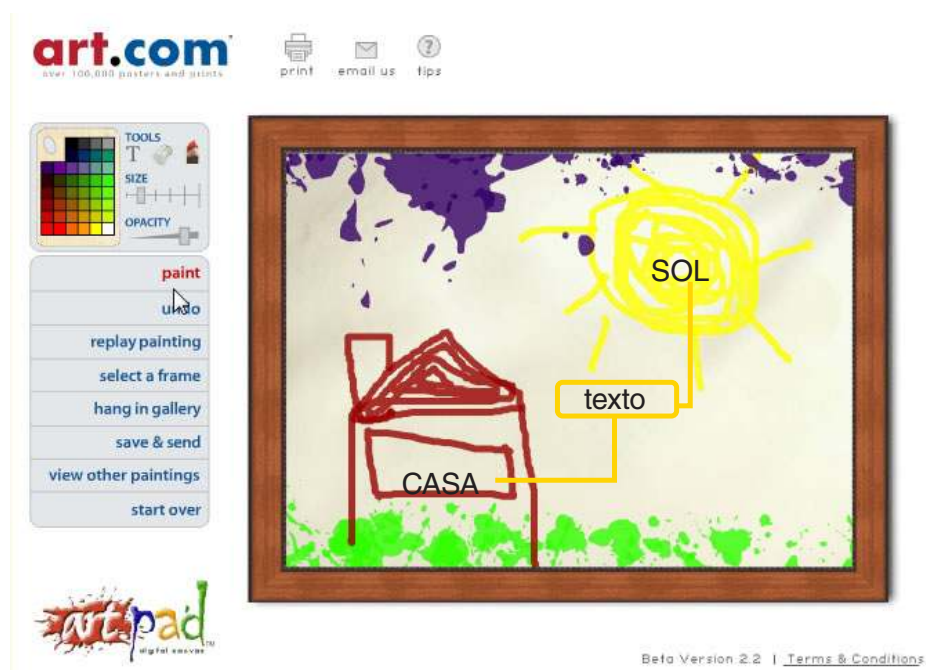 art.com
over 100,000 posters and prints
print
email us
tips
TOOLS
T
SIZE
OPACITY
paint
undo
replay painting
select a frame
hang in gallery
save & send
view other paintings
start over
SOL
texto
CASA
artpad
digital canvas
TM
Beta Version 2.2 | Terms & Conditions